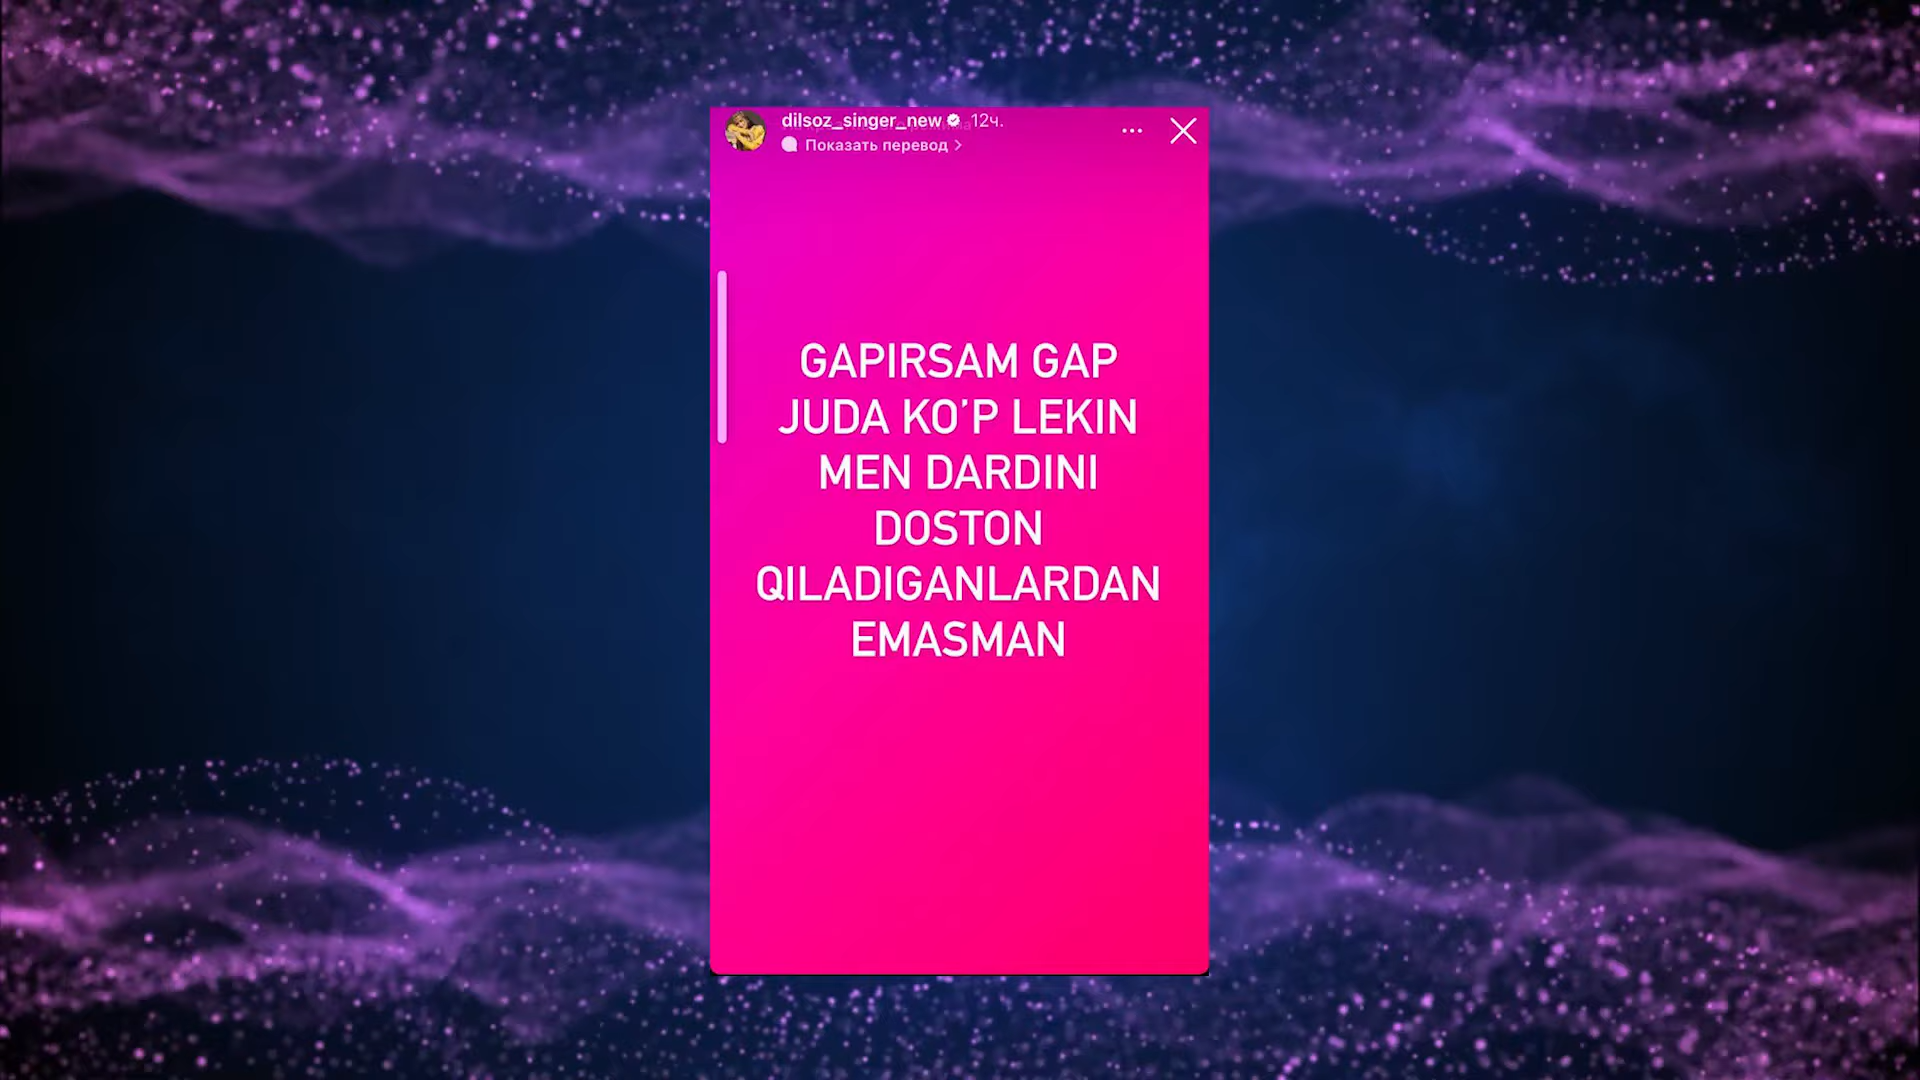 dilsoz_singer_new 12ч.
Показать перевод
GAPIRSAM GAP
JUDA KO’P LEKIN
MEN DARDINI
DOSTON
QILADIGANLARDAN
EMASMAN